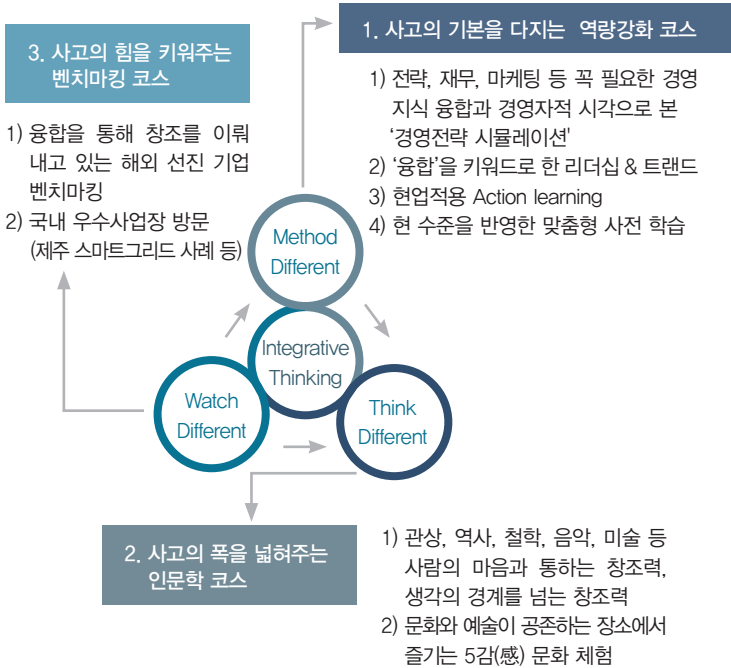 1. 사고의 기본을 다지는 역량강화 코스
1) 전략, 재무, 마케팅 등 꼭 필요한 경영
지식 융합과 경영자적 시각으로 본
‘경영전략 시뮬레이션'
2) ‘융합’을 키워드로 한 리더십 & 트랜드
3) 현업적용 Action learning
4) 현 수준을 반영한 맞춤형 사전 학습
3. 사고의 힘을 키워주는
벤치마킹 코스
1) 융합을 통해 창조를 이뤄
내고 있는 해외 선진 기업
벤치마킹
2) 국내 우수사업장 방문
(제주 스마트그리드 사례 등)
Method
Different
Integrative
Thinking
Watch
Different
Think
Different
2. 사고의 폭을 넓혀주는
인문학 코스
1) 관상, 역사, 철학, 음악, 미술 등
사람의 마음과 통하는 창조력,
생각의 경계를 넘는 창조력
2) 문화와 예술이 공존하는 장소에서
즐기는 5감(感) 문화 체험